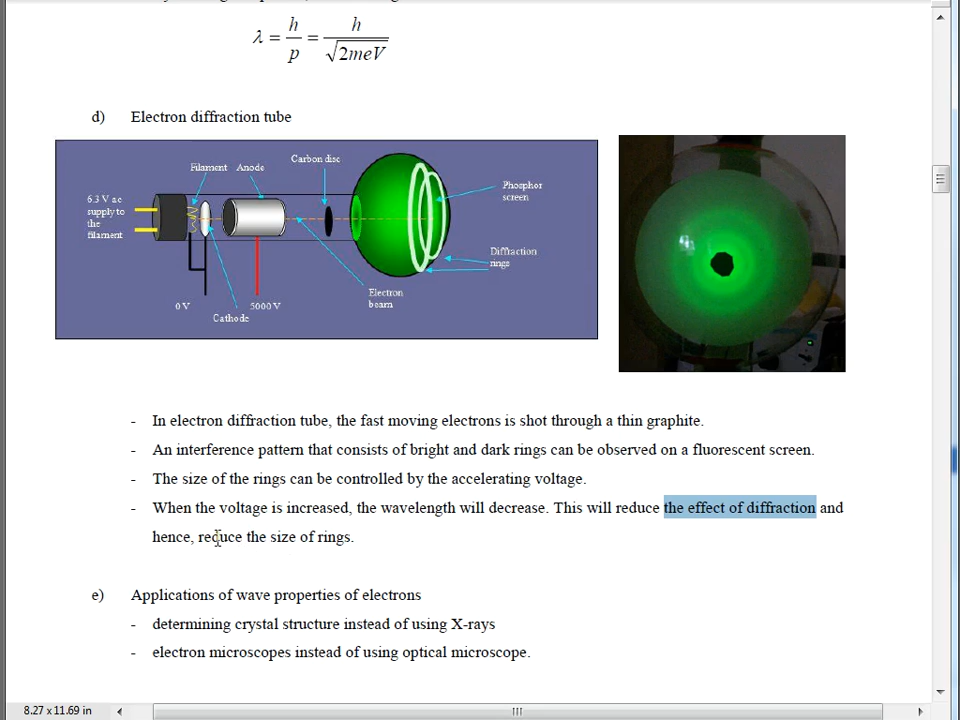 λ = h/p = h/√2meV
d) Electron diffraction tube
Filament Anode Carbon disc
6.3 V ac
supply to
the
filament
Phosphor
screen
Diffraction
rings
Electron
beam
0 V
5000 V
Cathode
- In electron diffraction tube, the fast moving electrons is shot through a thin graphite.
- An interference pattern that consists of bright and dark rings can be observed on a fluorescent screen.
- The size of the rings can be controlled by the accelerating voltage.
- When the voltage is increased, the wavelength will decrease. This will reduce the effect of diffraction and
hence, reduce the size of rings.
e) Applications of wave properties of electrons
- determining crystal structure instead of using X-rays
- electron microscopes instead of using optical microscope.
8.27 x 11.69 in